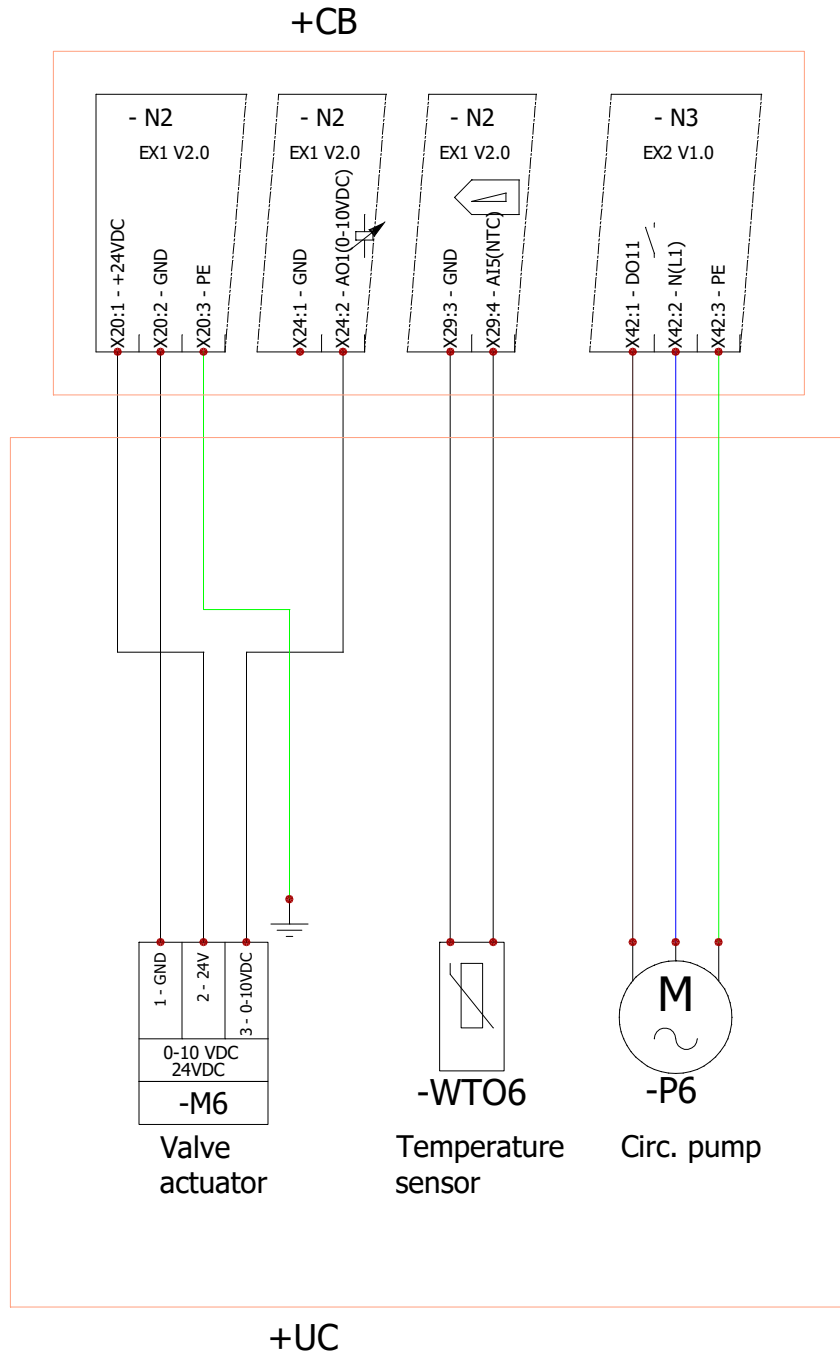 +CB
- N2
EX1 V2.0
X20:1 - +24VDC
X20:2 - GND
X20:3 - PE
- N2
EX1 V2.0
X24:1 - GND
X24:2 - AO1(0-10VDC)
- N2
EX1 V2.0
X29:3 - GND
X29:4 - AI5(NTC)
- N3
EX2 V1.0
X42:1 - DO11
X42:2 - N(L1)
X42:3 - PE
1 - GND
2 - 24V
3 - 0-10VDC
0-10 VDC
24VDC
-M6
Valve
actuator
-WTO6
Temperature
sensor
M
-P6
Circ. pump
+UC